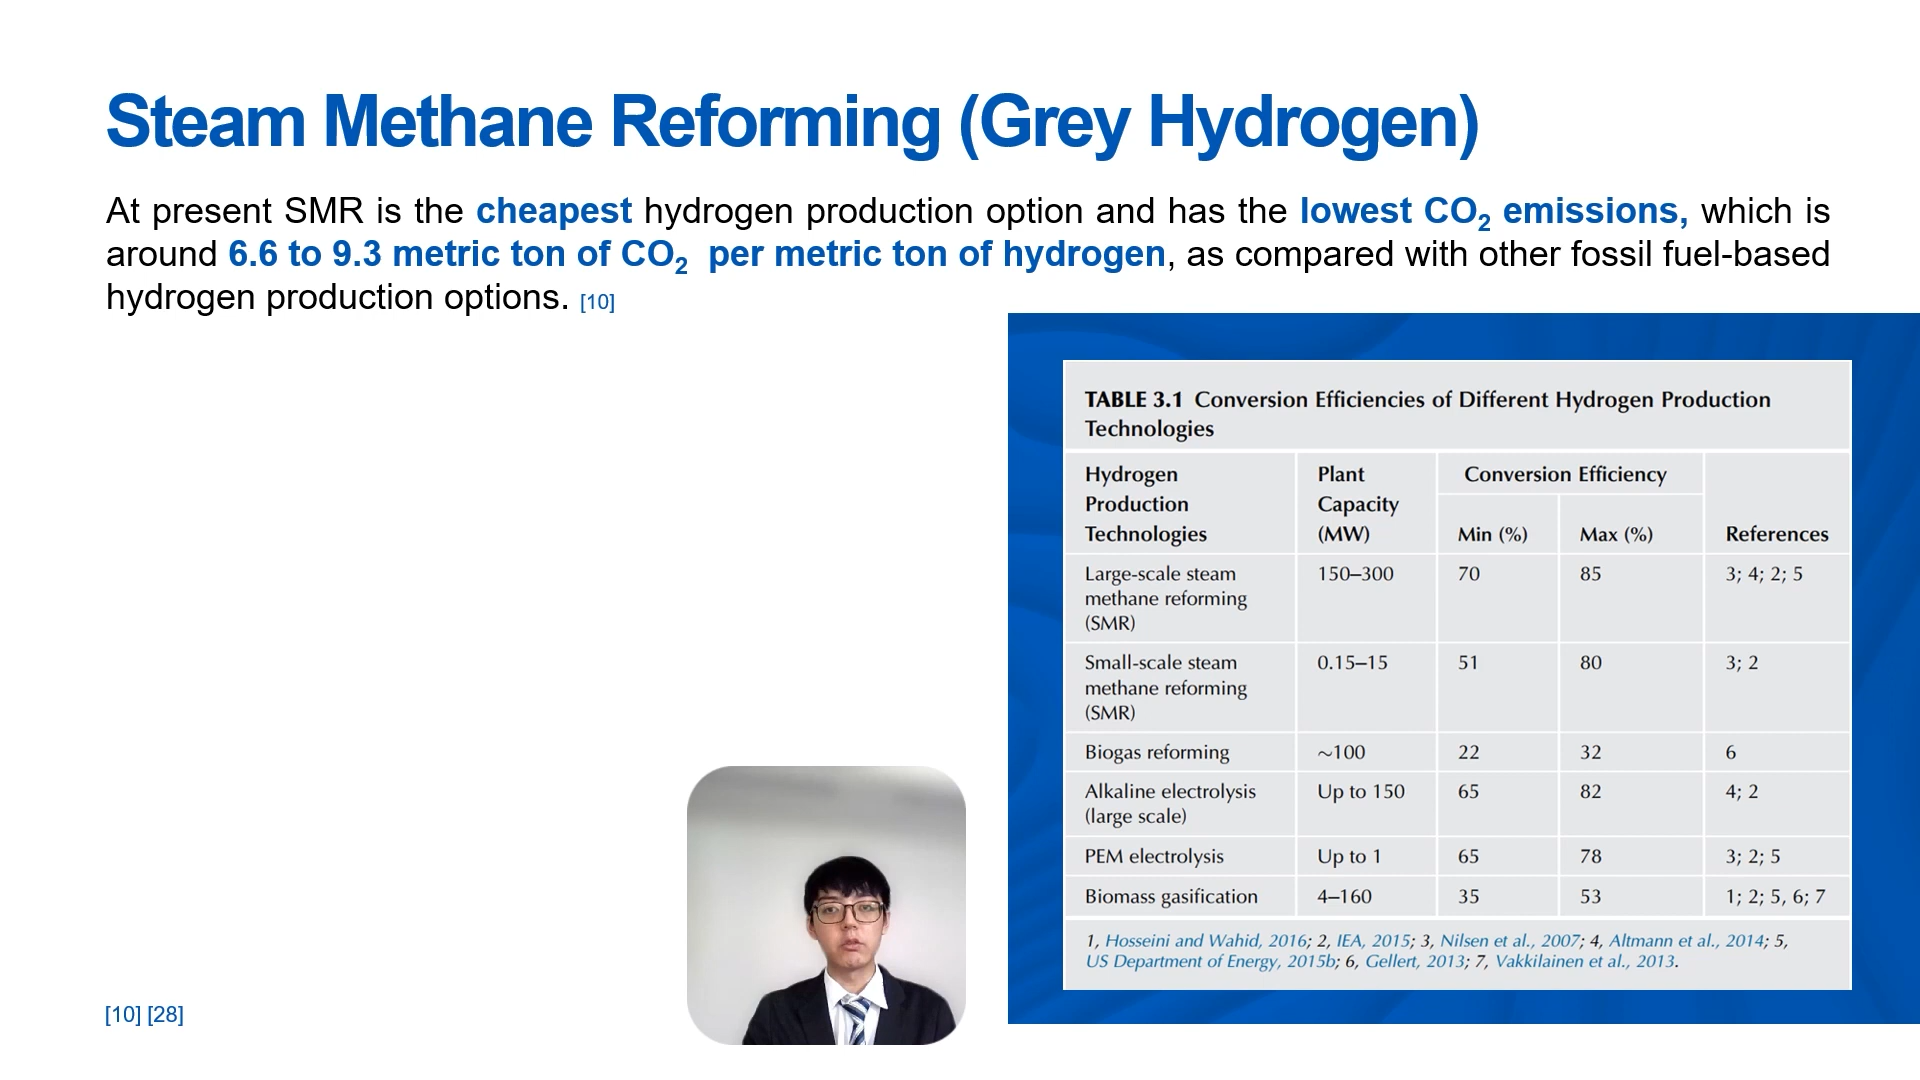 Steam Methane Reforming (Grey Hydrogen)
At present SMR is the cheapest hydrogen production option and has the lowest CO₂ emissions, which is
around 6.6 to 9.3 metric ton of CO₂ per metric ton of hydrogen, as compared with other fossil fuel-based
hydrogen production options. [10]
TABLE 3.1 Conversion Efficiencies of Different Hydrogen Production
Technologies
Hydrogen
Production
Technologies
Plant
Capacity
(MW)
Conversion Efficiency
Min (%)
Max (%)
References
Large-scale steam
methane reforming
(SMR)
150–300
70
85
3; 4; 2; 5
Small-scale steam
methane reforming
(SMR)
0.15–15
51
80
3; 2
Biogas reforming
~100
22
32
6
Alkaline electrolysis
(large scale)
Up to 150
65
82
4; 2
PEM electrolysis
Up to 1
65
78
3; 2; 5
Biomass gasification
4–160
35
53
1; 2; 5, 6; 7
1, Hosseini and Wahid, 2016; 2, IEA, 2015; 3, Nilsen et al., 2007; 4, Altmann et al., 2014; 5,
US Department of Energy, 2015b; 6, Gellert, 2013; 7, Vakkilainen et al., 2013.
[10] [28]